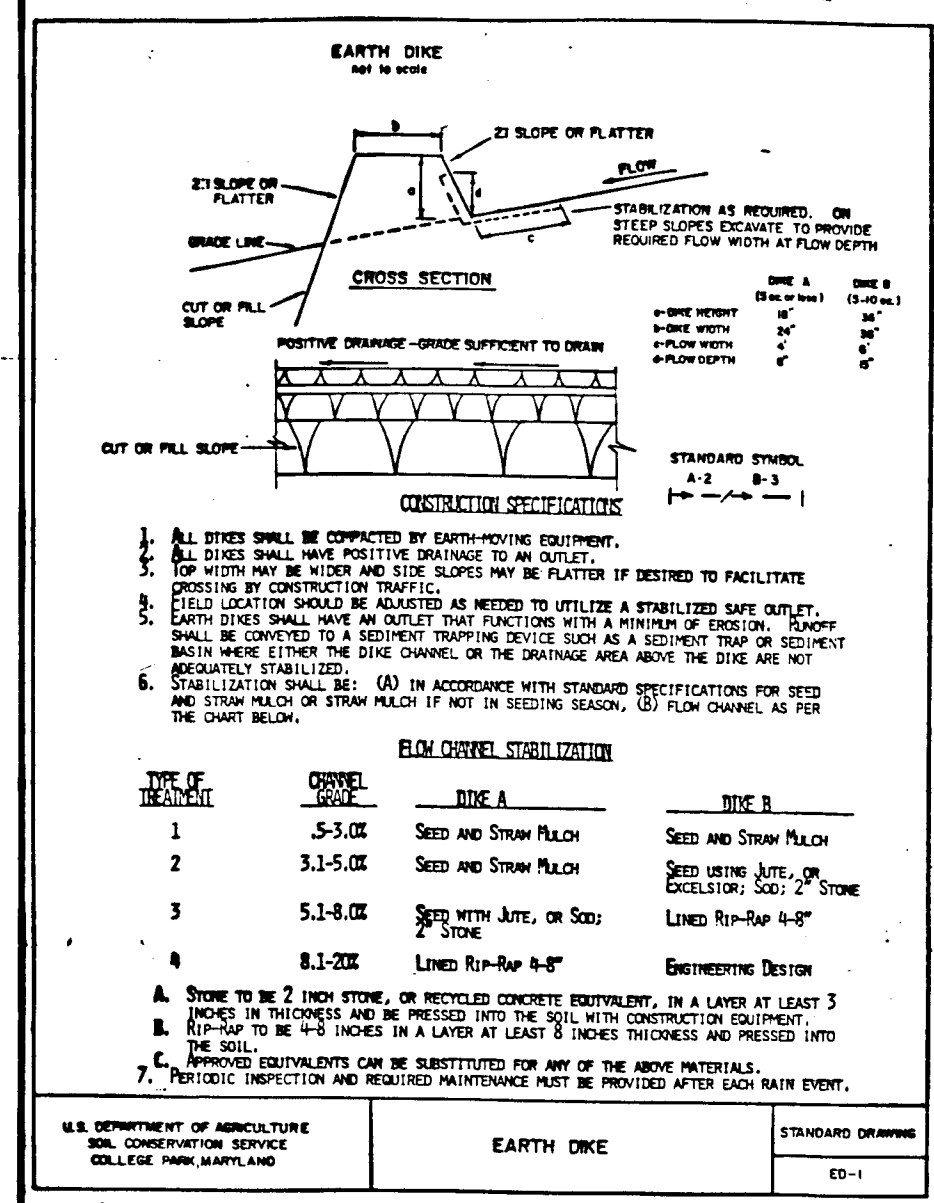 EARTH DIKE
not to scale
b
2:1 SLOPE OR FLATTER
FLOW
2:1 SLOPE OR
FLATTER
a
d
STABILIZATION AS REQUIRED. ON
STEEP SLOPES EXCAVATE TO PROVIDE
REQUIRED FLOW WIDTH AT FLOW DEPTH
c
GRADE LINE
CROSS SECTION
CUT OR FILL
SLOPE
DIKE A DIKE B
(5 ac. or less) (5-10 ac.)
a-DIKE HEIGHT 18" 36"
b-DIKE WIDTH 24" 36"
c-FLOW WIDTH 4' 6'
d-FLOW DEPTH 8" 15"
POSITIVE DRAINAGE-GRADE SUFFICIENT TO DRAIN
CUT OR FILL SLOPE
STANDARD SYMBOL
A-2 B-3
CONSTRUCTION SPECIFICATIONS
1. ALL DIKES SHALL BE COMPACTED BY EARTH-MOVING EQUIPMENT.
2. ALL DIKES SHALL HAVE POSITIVE DRAINAGE TO AN OUTLET.
3. TOP WIDTH MAY BE WIDER AND SIDE SLOPES MAY BE FLATTER IF DESIRED TO FACILITATE
CROSSING BY CONSTRUCTION TRAFFIC.
4. FIELD LOCATION SHOULD BE ADJUSTED AS NEEDED TO UTILIZE A STABILIZED SAFE OUTLET.
5. EARTH DIKES SHALL HAVE AN OUTLET THAT FUNCTIONS WITH A MINIMUM OF EROSION. RUNOFF
SHALL BE CONVEYED TO A SEDIMENT TRAPPING DEVICE SUCH AS A SEDIMENT TRAP OR SEDIMENT
BASIN WHERE EITHER THE DIKE CHANNEL OR THE DRAINAGE AREA ABOVE THE DIKE ARE NOT
ADEQUATELY STABILIZED.
6. STABILIZATION SHALL BE: (A) IN ACCORDANCE WITH STANDARD SPECIFICATIONS FOR SEED
AND STRAW MULCH OR STRAW MULCH IF NOT IN SEEDING SEASON, (B) FLOW CHANNEL AS PER
THE CHART BELOW.
FLOW CHANNEL STABILIZATION
TYPE OF CHANNEL
TREATMENT GRADE DIKE A DIKE B
1 .5-3.0% SEED AND STRAW MULCH SEED AND STRAW MULCH
2 3.1-5.0% SEED AND STRAW MULCH SEED USING JUTE, OR
EXCELSIOR; SOD; 2" STONE
3 5.1-8.0% SEED WITH JUTE, OR SOD; LINED RIP-RAP 4-8"
2" STONE
4 8.1-20% LINED RIP-RAP 4-8" ENGINEERING DESIGN
A. STONE TO BE 2 INCH STONE, OR RECYCLED CONCRETE EQUIVALENT, IN A LAYER AT LEAST 3
INCHES IN THICKNESS AND BE PRESSED INTO THE SOIL WITH CONSTRUCTION EQUIPMENT.
B. RIP-RAP TO BE 4-8 INCHES IN A LAYER AT LEAST 8 INCHES THICKNESS AND PRESSED INTO
THE SOIL.
C. APPROVED EQUIVALENTS CAN BE SUBSTITUTED FOR ANY OF THE ABOVE MATERIALS.
7. PERIODIC INSPECTION AND REQUIRED MAINTENANCE MUST BE PROVIDED AFTER EACH RAIN EVENT.
U.S. DEPARTMENT OF AGRICULTURE
SOIL CONSERVATION SERVICE
COLLEGE PARK, MARYLAND
EARTH DIKE
STANDARD DRAWING
ED-1